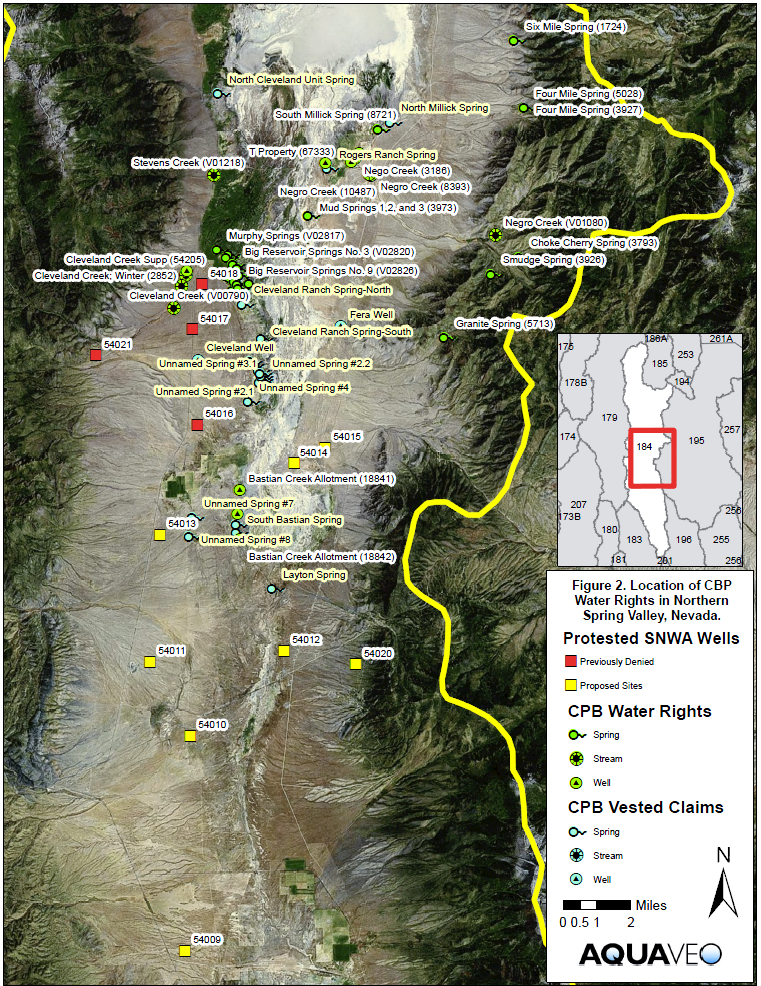 Six Mile Spring (1724)
North Cleveland Unit Spring
Four Mile Spring (5028)
North Millick Spring
Four Mile Spring (3927)
South Millick Spring (8721)
T Property (67333)
Rogers Ranch Spring
Stevens Creek (V01218)
Nego Creek (3186)
Negro Creek (10487)
Negro Creek (8393)
Mud Springs 1,2, and 3 (3973)
Negro Creek (V01080)
Murphy Springs (V02817)
Choke Cherry Spring (3793)
Big Reservoir Springs No. 3 (V02820)
Cleveland Creek Supp (54205)
Smudge Spring (3926)
54018
Big Reservoir Springs No. 9 (V02826)
Cleveland Creek; Winter (2852)
Cleveland Ranch Spring-North
Cleveland Creek (V00790)
Fera Well
54017
Granite Spring (5713)
Cleveland Ranch Spring-South
54021
Cleveland Well
Unnamed Spring #3.1
Unnamed Spring #2.2
Unnamed Spring #4
Unnamed Spring #2.1
54016
54015
54014
Bastian Creek Allotment (18841)
Unnamed Spring #7
54013
South Bastian Spring
Unnamed Spring #8
Bastian Creek Allotment (18842)
Layton Spring
54012
54011
54020
54010
54009
175
186A
261A
253
185
178B
194
179
257
174
184
195
207
173B
256
180
183
196
255
181
201
256
Figure 2. Location of CBP
Water Rights in Northern
Spring Valley, Nevada.
Protested SNWA Wells
Previously Denied
Proposed Sites
CPB Water Rights
Spring
Stream
Well
CPB Vested Claims
Spring
Stream
Well
N
Miles
0 0.5 1 2
AQUAVEO